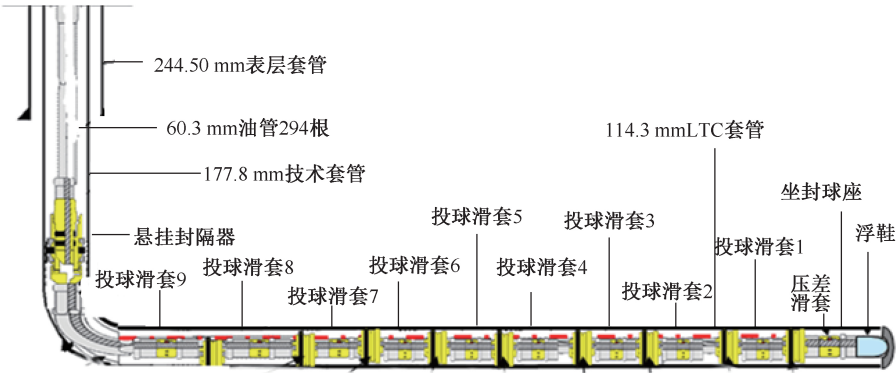 244.50 mm表层套管
60.3 mm油管294根
114.3 mmLTC套管
177.8 mm技术套管
坐封球座
投球滑套5
投球滑套3
浮鞋
悬挂封隔器
投球滑套1
投球滑套9
投球滑套8
投球滑套6
投球滑套4
压差
滑套
投球滑套7
投球滑套2